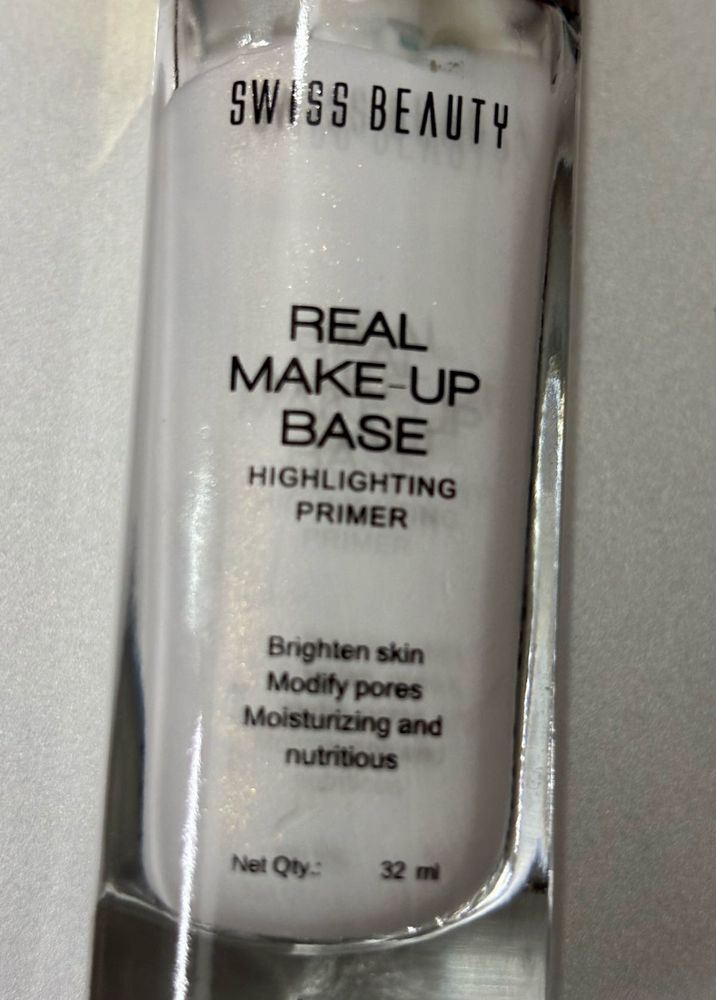 SWISS BEAUTY
REAL
MAKE-UP
BASE
HIGHLIGHTING
PRIMER
Brighten skin
Modify pores
Moisturizing and
nutritious
Net Qty.: 32 ml